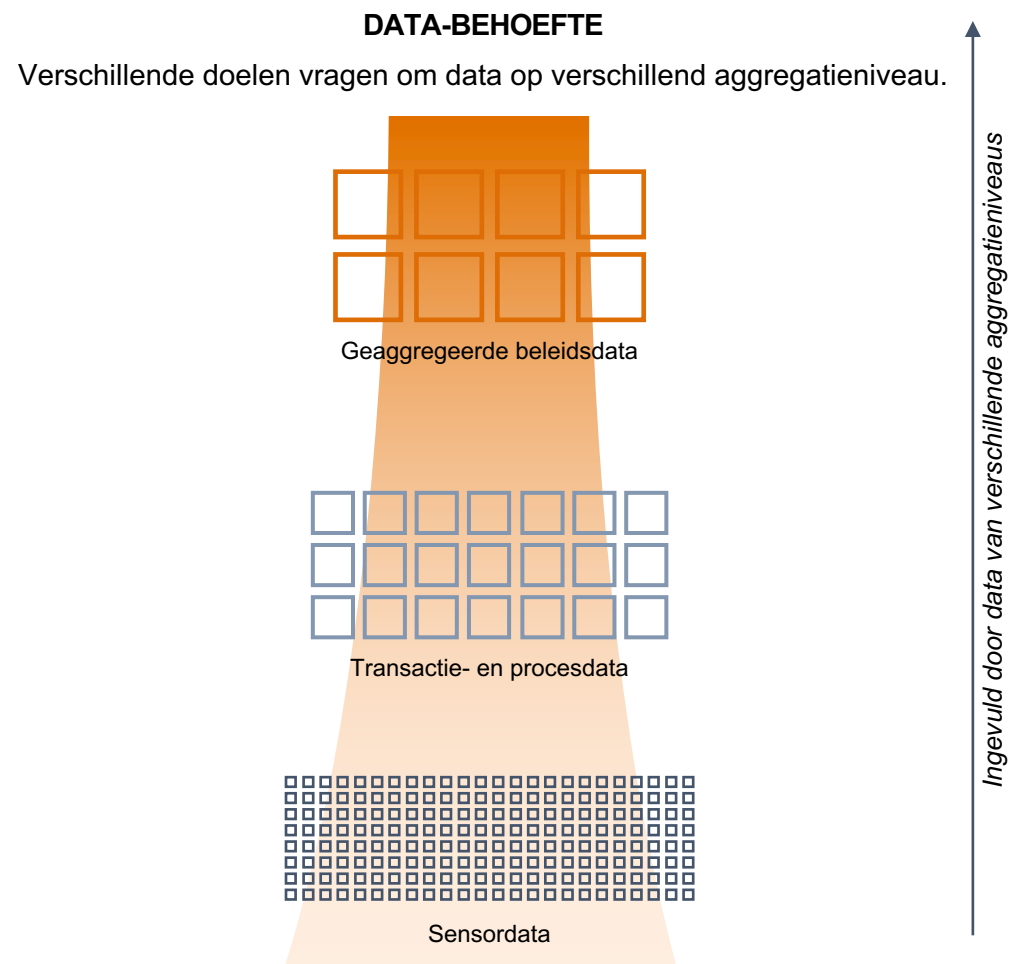 DATA-BEHOEFTE
Verschillende doelen vragen om data op verschillend aggregatieniveau.
Geaggregeerde beleidsdata
Transactie- en procesdata
Sensordata
Ingevuld door data van verschillende aggregatieniveaus